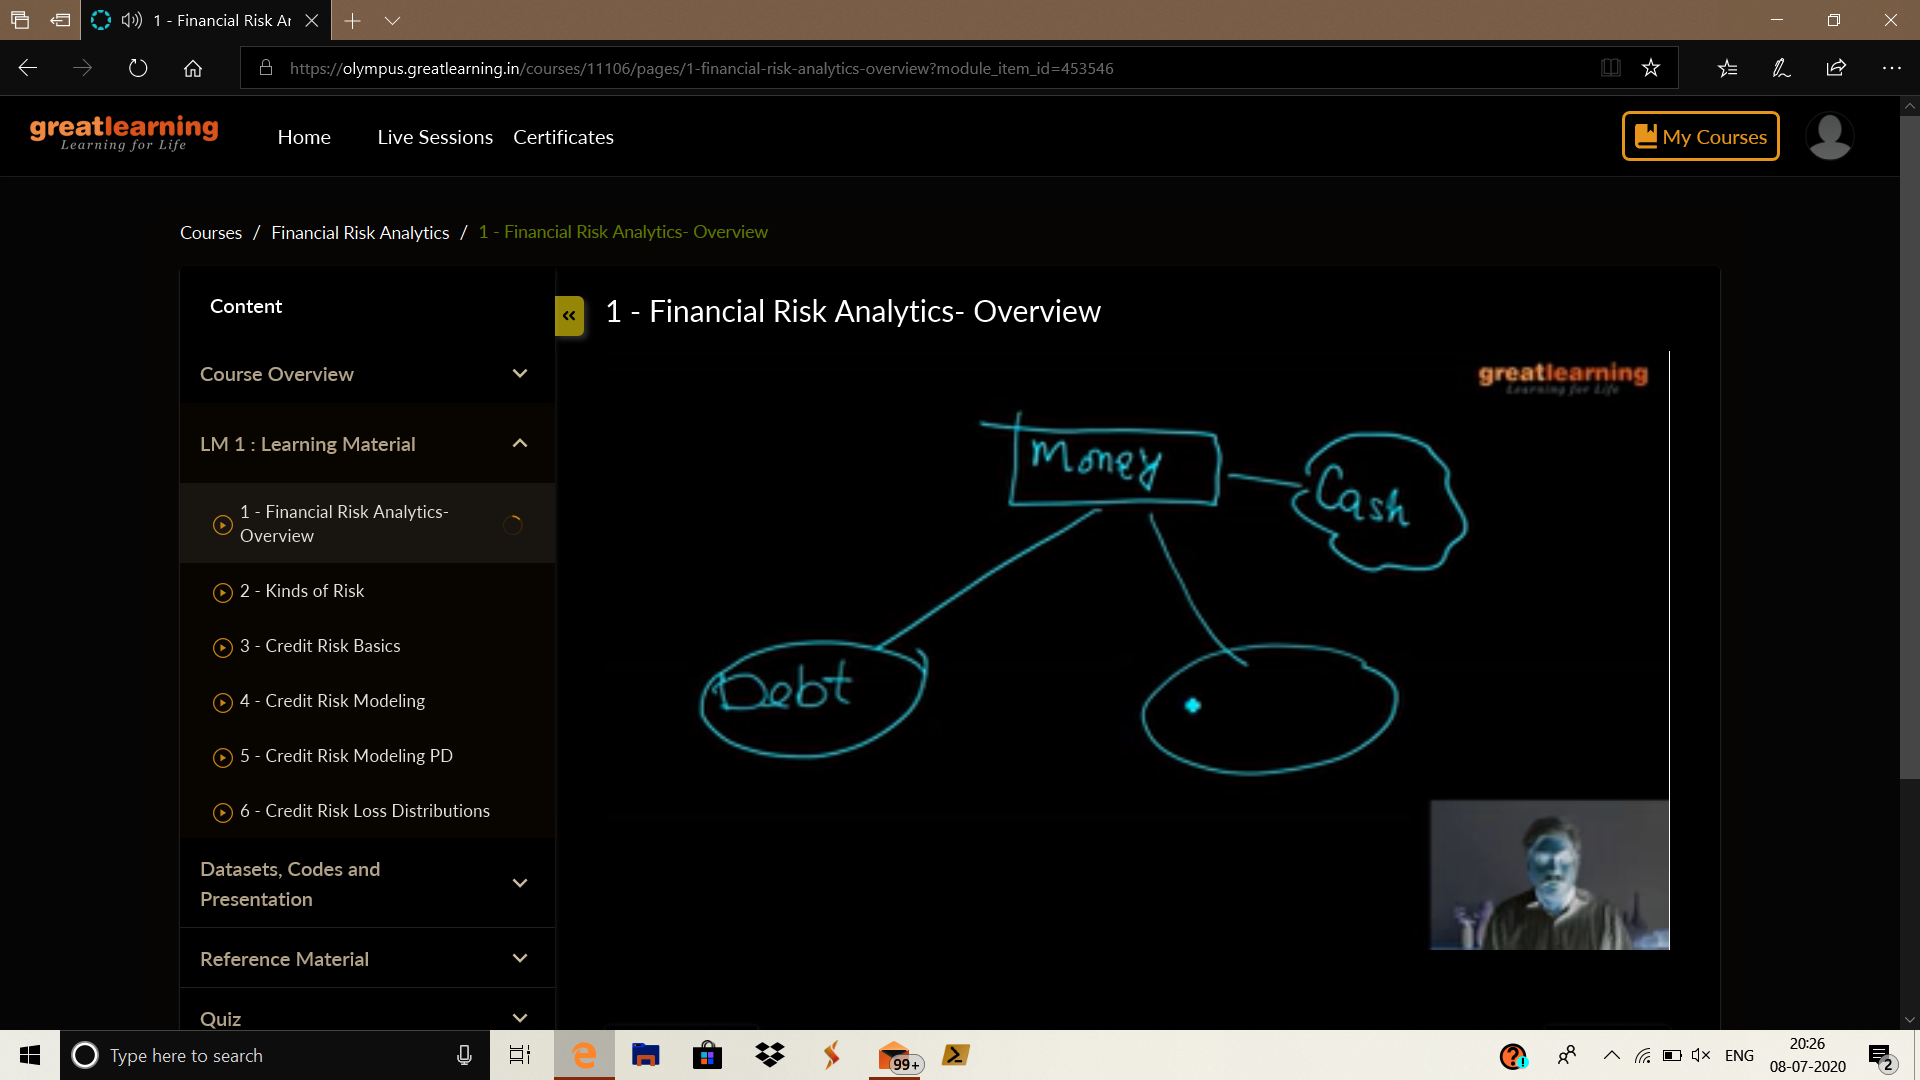 1 - Financial Risk Ar
https://olympus.greatlearning.in/courses/11106/pages/1-financial-risk-analytics-overview?module_item_id=453546
greatlearning
Learning for Life
Home
Live Sessions
Certificates
My Courses
Courses / Financial Risk Analytics / 1 - Financial Risk Analytics- Overview
Content
Course Overview
LM 1 : Learning Material
1 - Financial Risk Analytics-
Overview
2 - Kinds of Risk
3 - Credit Risk Basics
4 - Credit Risk Modeling
5 - Credit Risk Modeling PD
6 - Credit Risk Loss Distributions
Datasets, Codes and
Presentation
Reference Material
Quiz
1 - Financial Risk Analytics- Overview
greatlearning
Learning for Life
Money
Cash
Debt
Type here to search
99+
ENG
20:26
08-07-2020
2